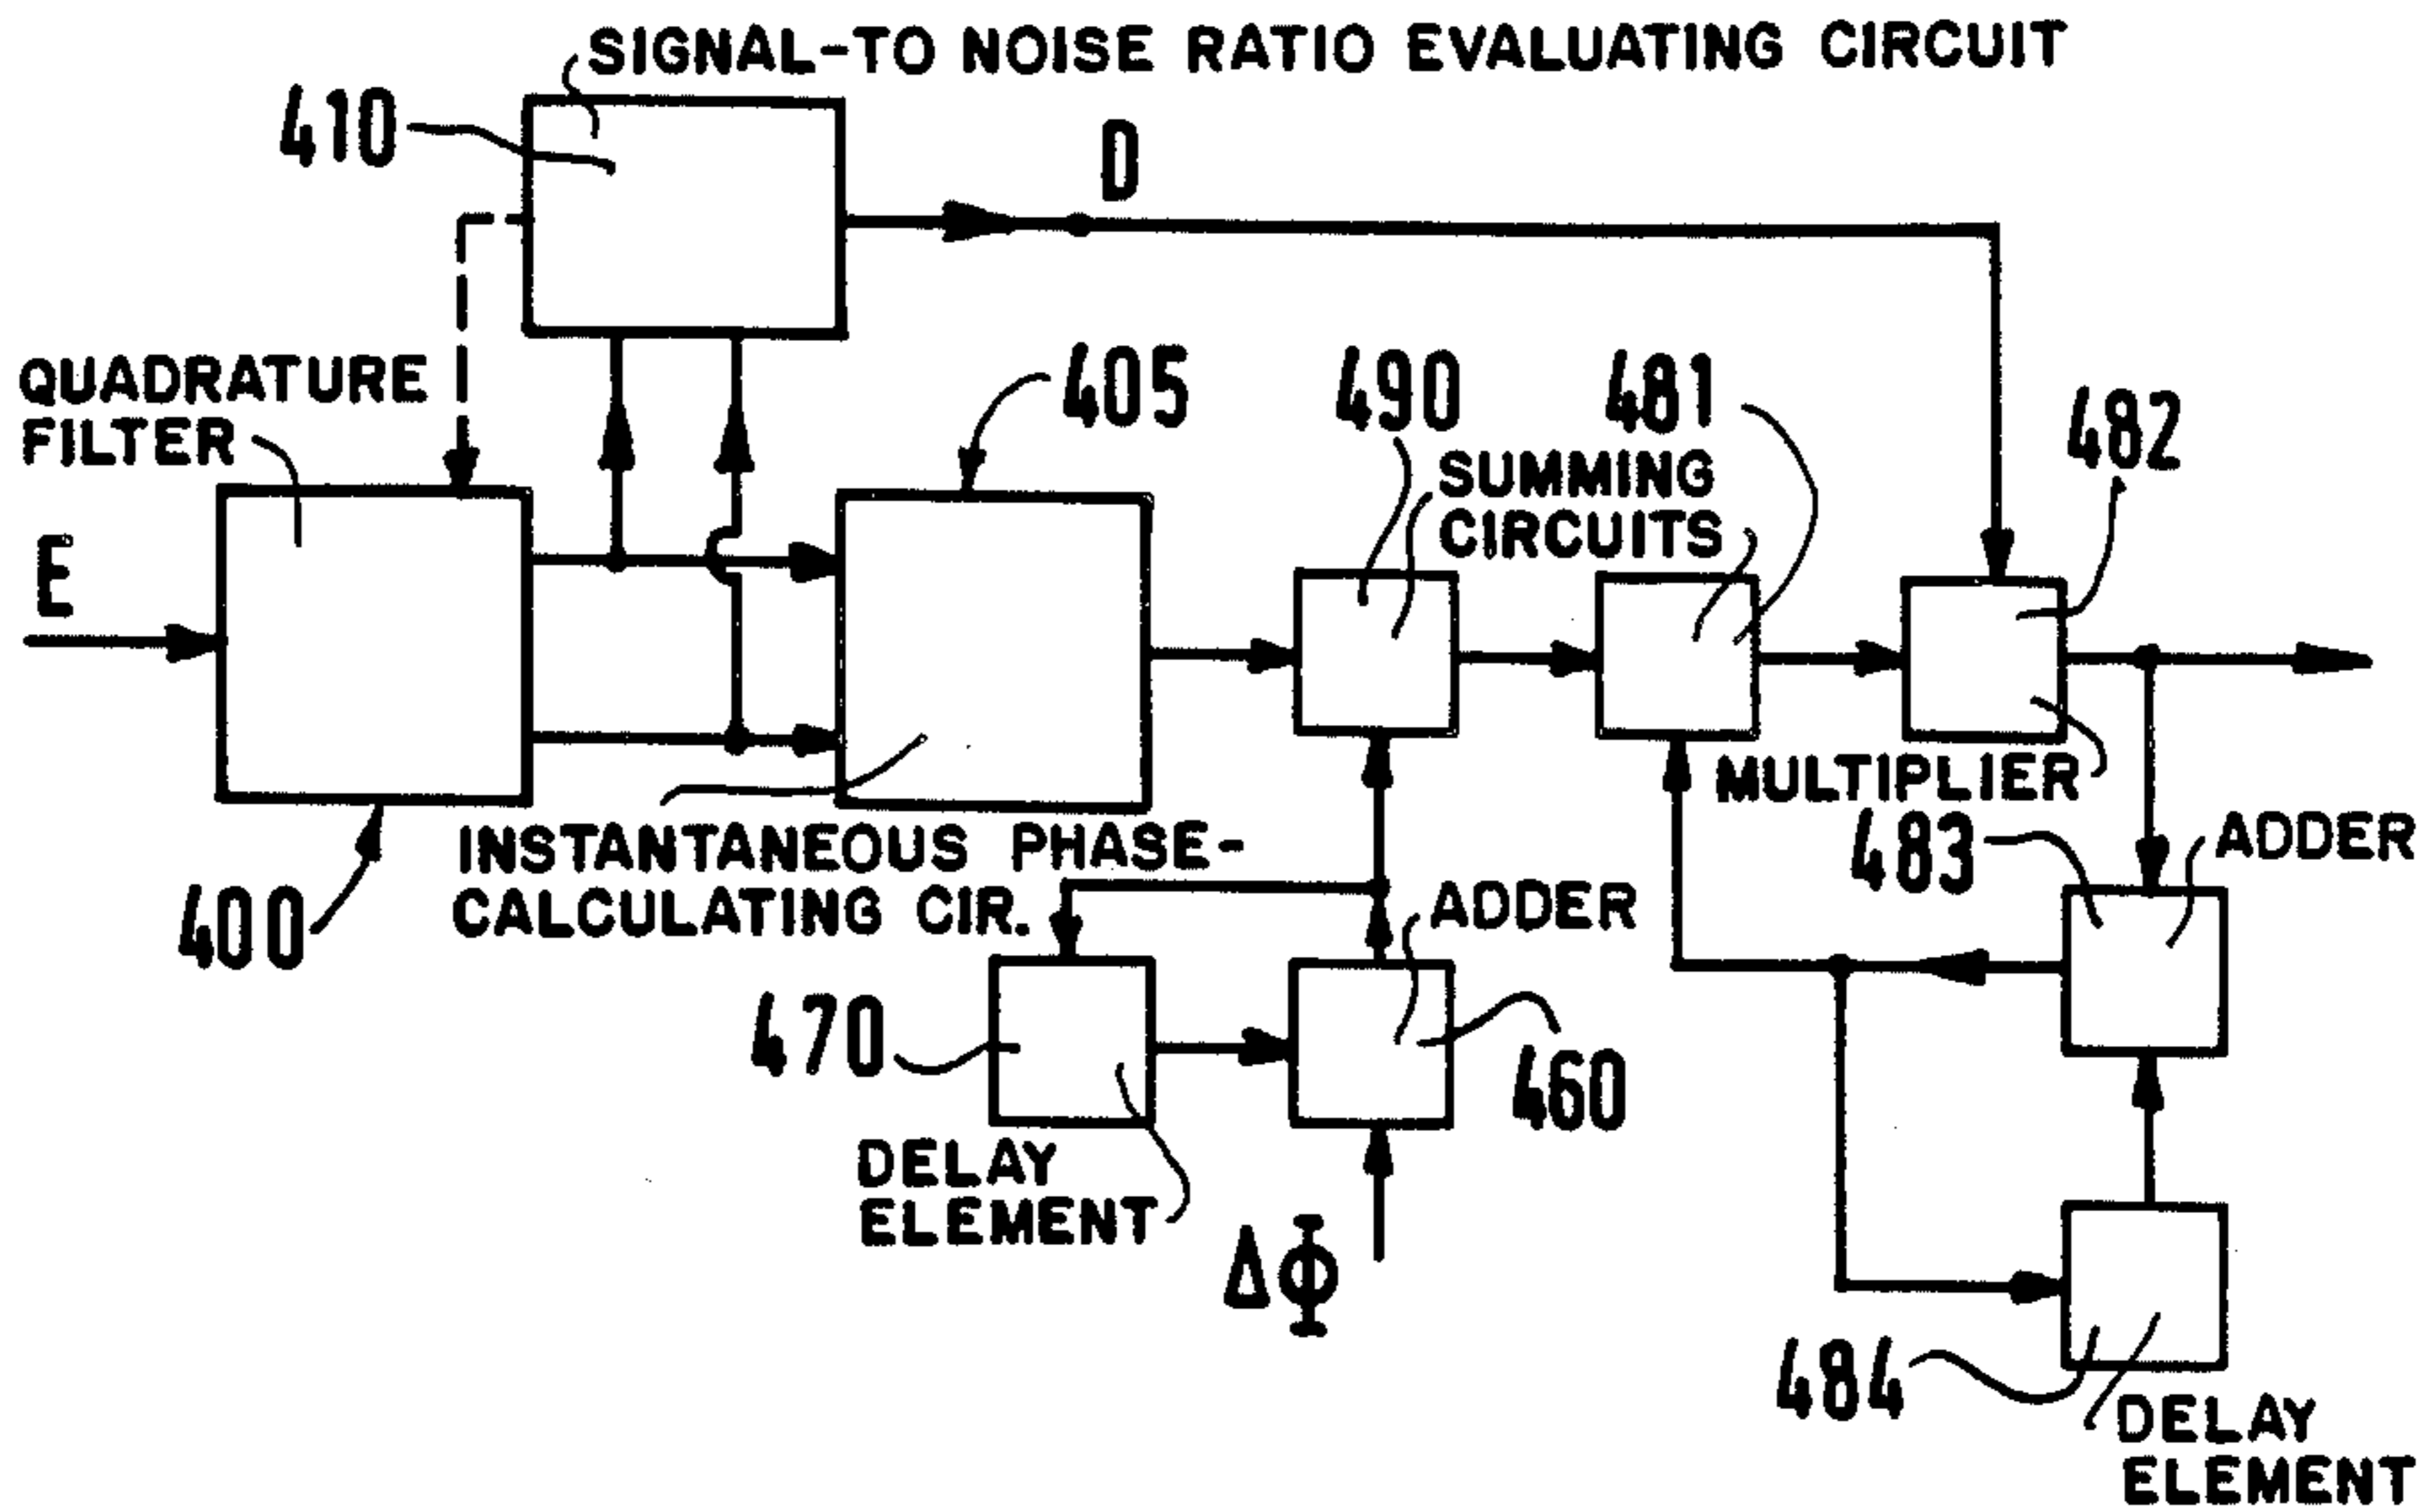 SIGNAL-TO NOISE RATIO EVALUATING CIRCUIT
410
D
QUADRATURE
FILTER
405
490
481
482
SUMMING
CIRCUITS
E
MULTIPLIER
483
ADDER
INSTANTANEOUS PHASE-
CALCULATING CIR.
400
ADDER
470
460
DELAY
ELEMENT
ΔΦ
484
DELAY
ELEMENT